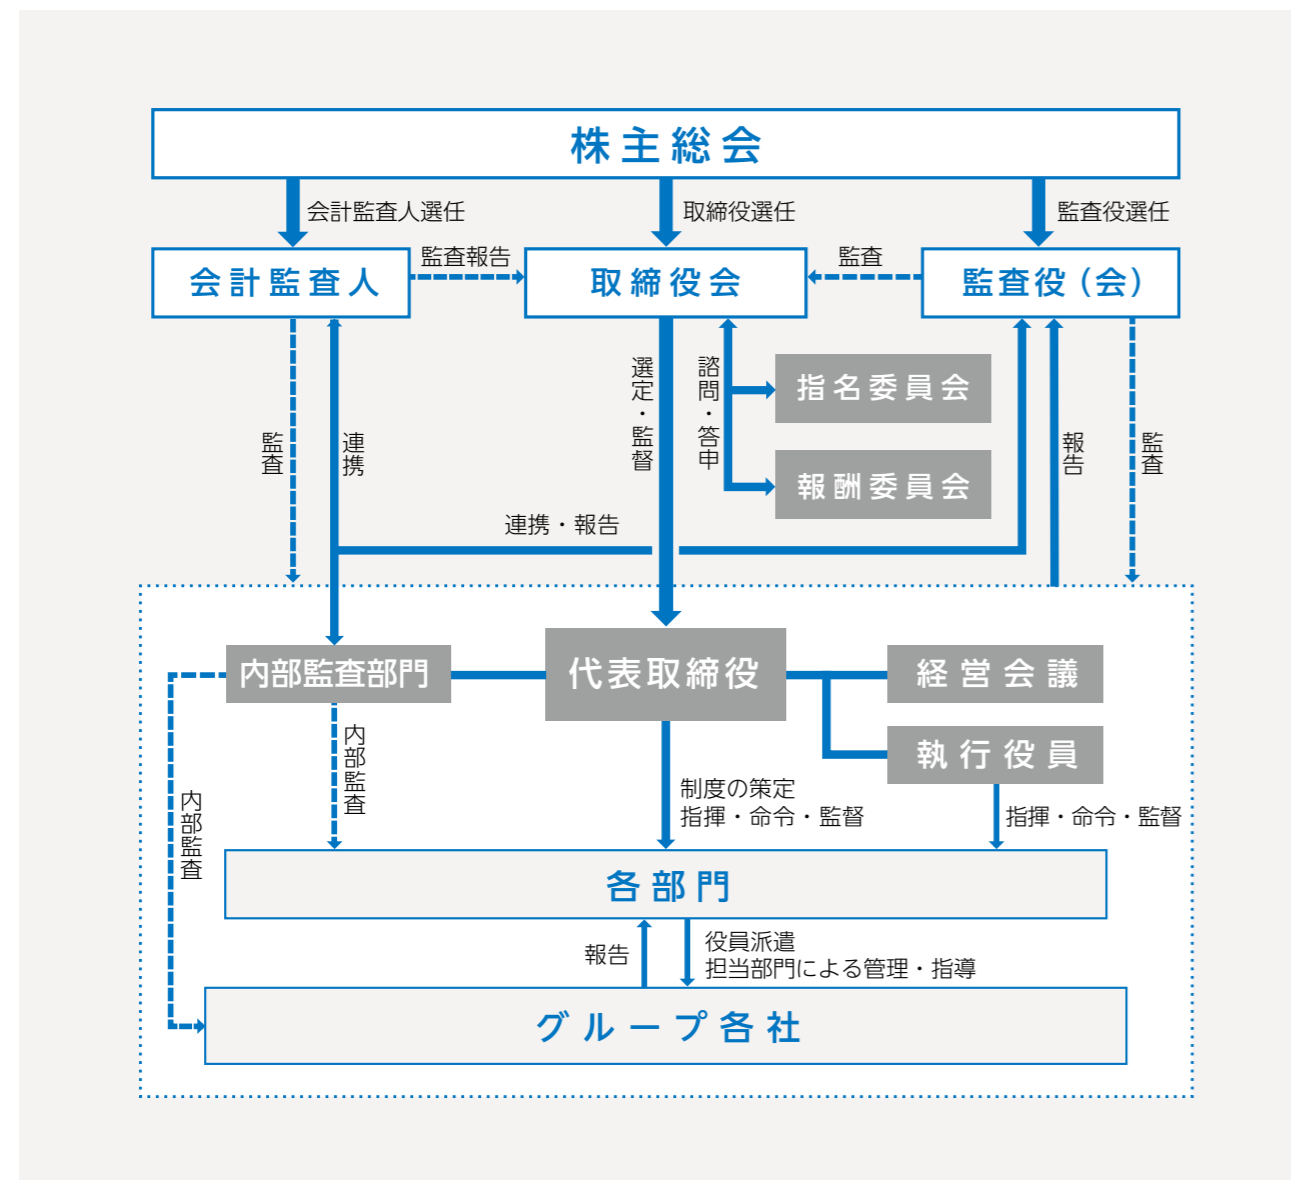 株主総会
会計監査人選任
取締役選任
監査役選任
会計監査人
監査報告
取締役会
監査
監査役(会)
監査
連携
選定・監督
諮問・答申
指名委員会
報酬委員会
報告
監査
連携・報告
内部監査部門
代表取締役
経営会議
執行役員
内部監査
内部監査
制度の策定
指揮・命令・監督
指揮・命令・監督
各部門
報告
役員派遣
担当部門による管理・指導
グループ各社